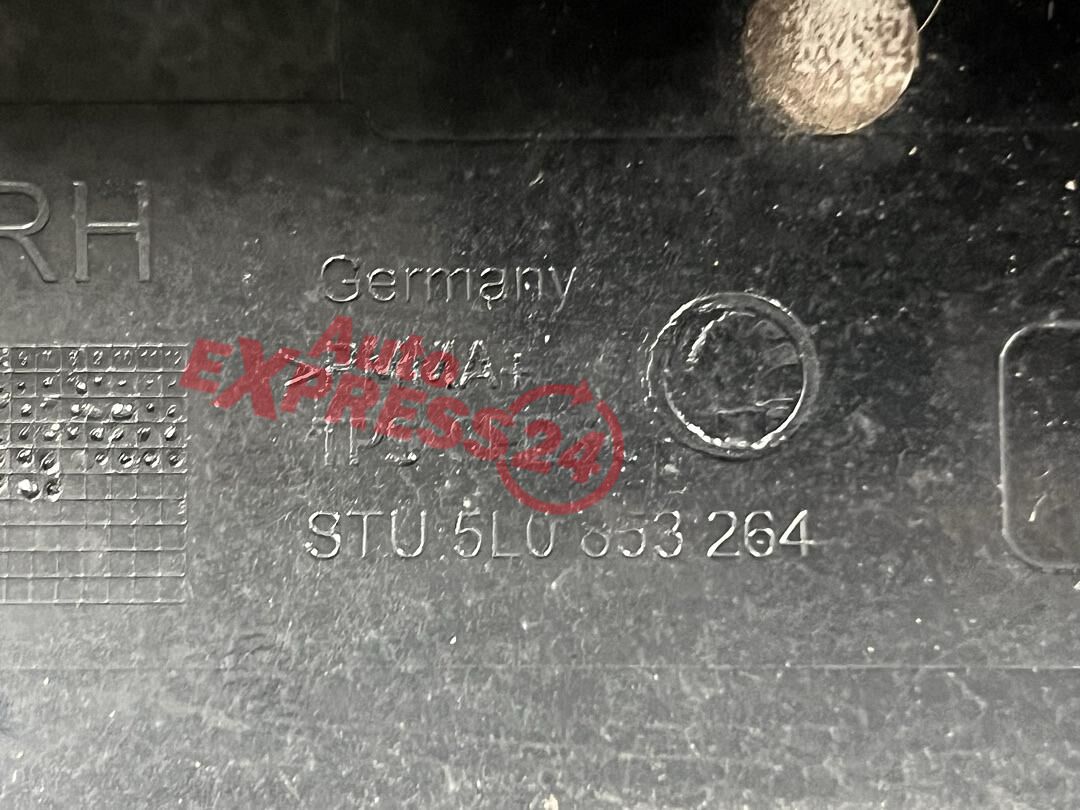 RH
Germany
Auto
EXPRESS 24
STU 5L0 853 264